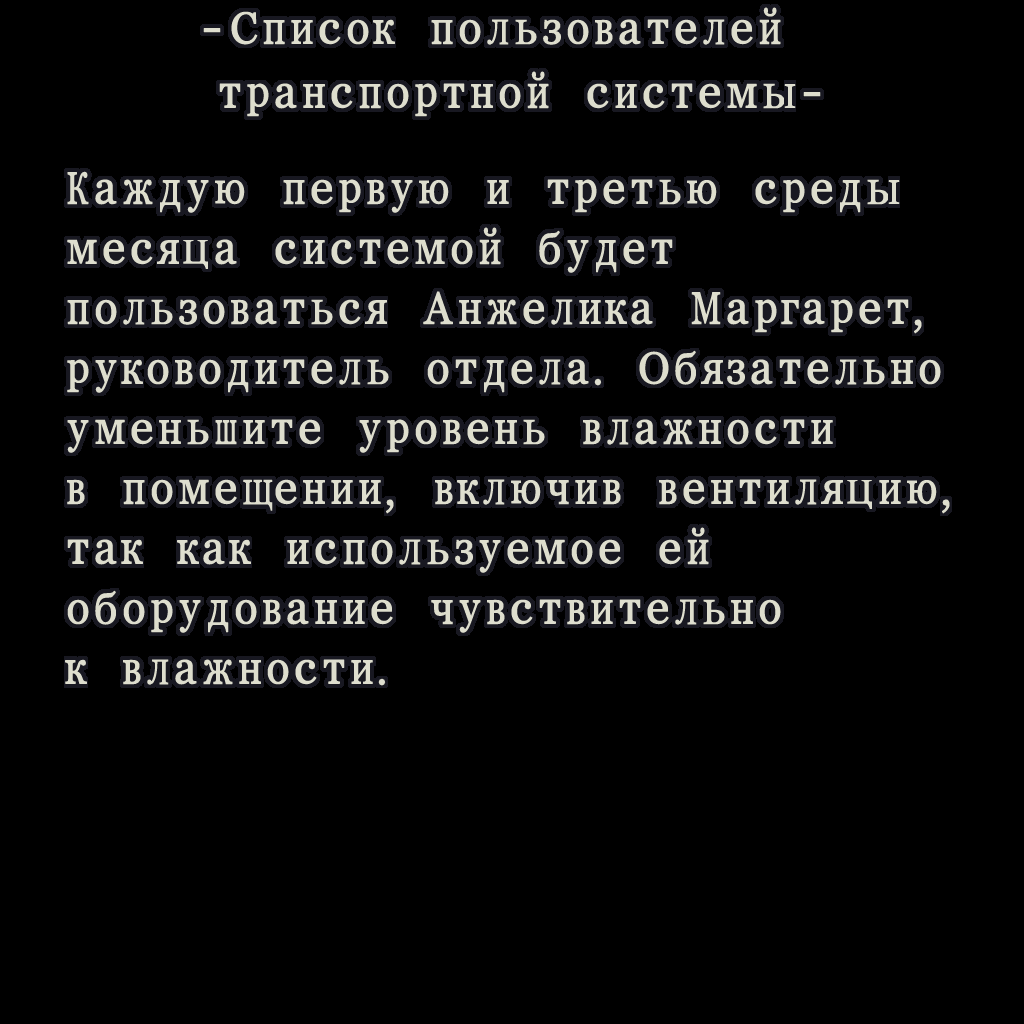 -Список пользователей
транспортной системы-
Каждую первую и третью среды
месяца системой будет
пользоваться Анжелика Маргарет,
руководитель отдела. Обязательно
уменьшите уровень влажности
в помещении, включив вентиляцию,
так как используемое ей
оборудование чувствительно
к влажности.